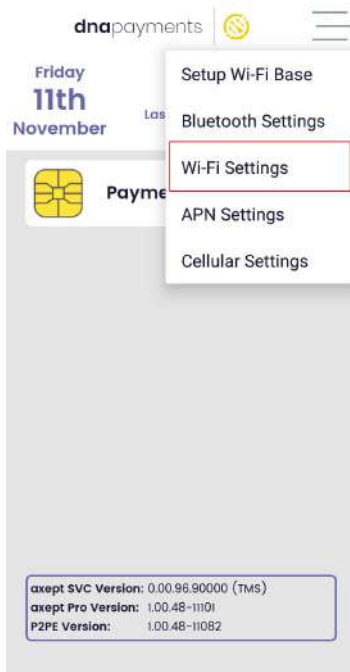 dnapayments
Friday
11th
November
Las
Setup Wi-Fi Base
Bluetooth Settings
Wi-Fi Settings
APN Settings
Cellular Settings
Payme
axept SVC Version: 0.00.96.90000 (TMS)
axept Pro Version: 1.00.48-11101
P2PE Version: 1.00.48-11082